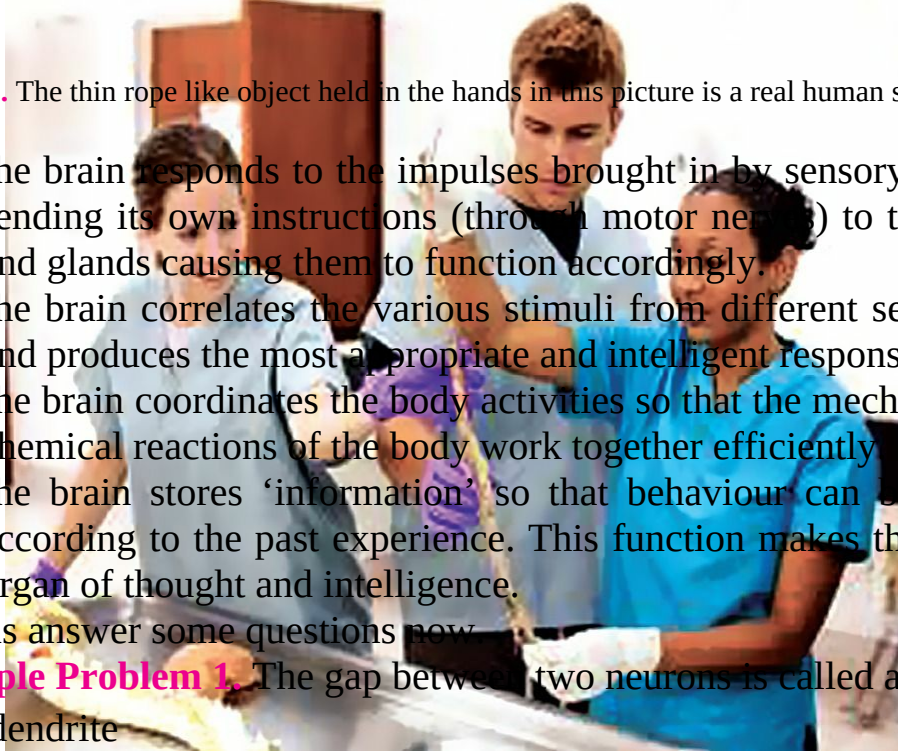 . The thin rope like object held in the hands in this picture is a real human s
ne brain responds to the impulses brought in by sensory
ending its own instructions (through motor nerves) to t
nd glands causing them to function accordingly.
ne brain correlates the various stimuli from different se
nd produces the most appropriate and intelligent respons
ne brain coordinates the body activities so that the mech
hemical reactions of the body work together efficiently.
ne brain stores ‘information’ so that behaviour can b
ccording to the past experience. This function makes th
rgan of thought and intelligence.
s answer some questions now.
ple Problem 1. The gap between two neurons is called a
dendrite